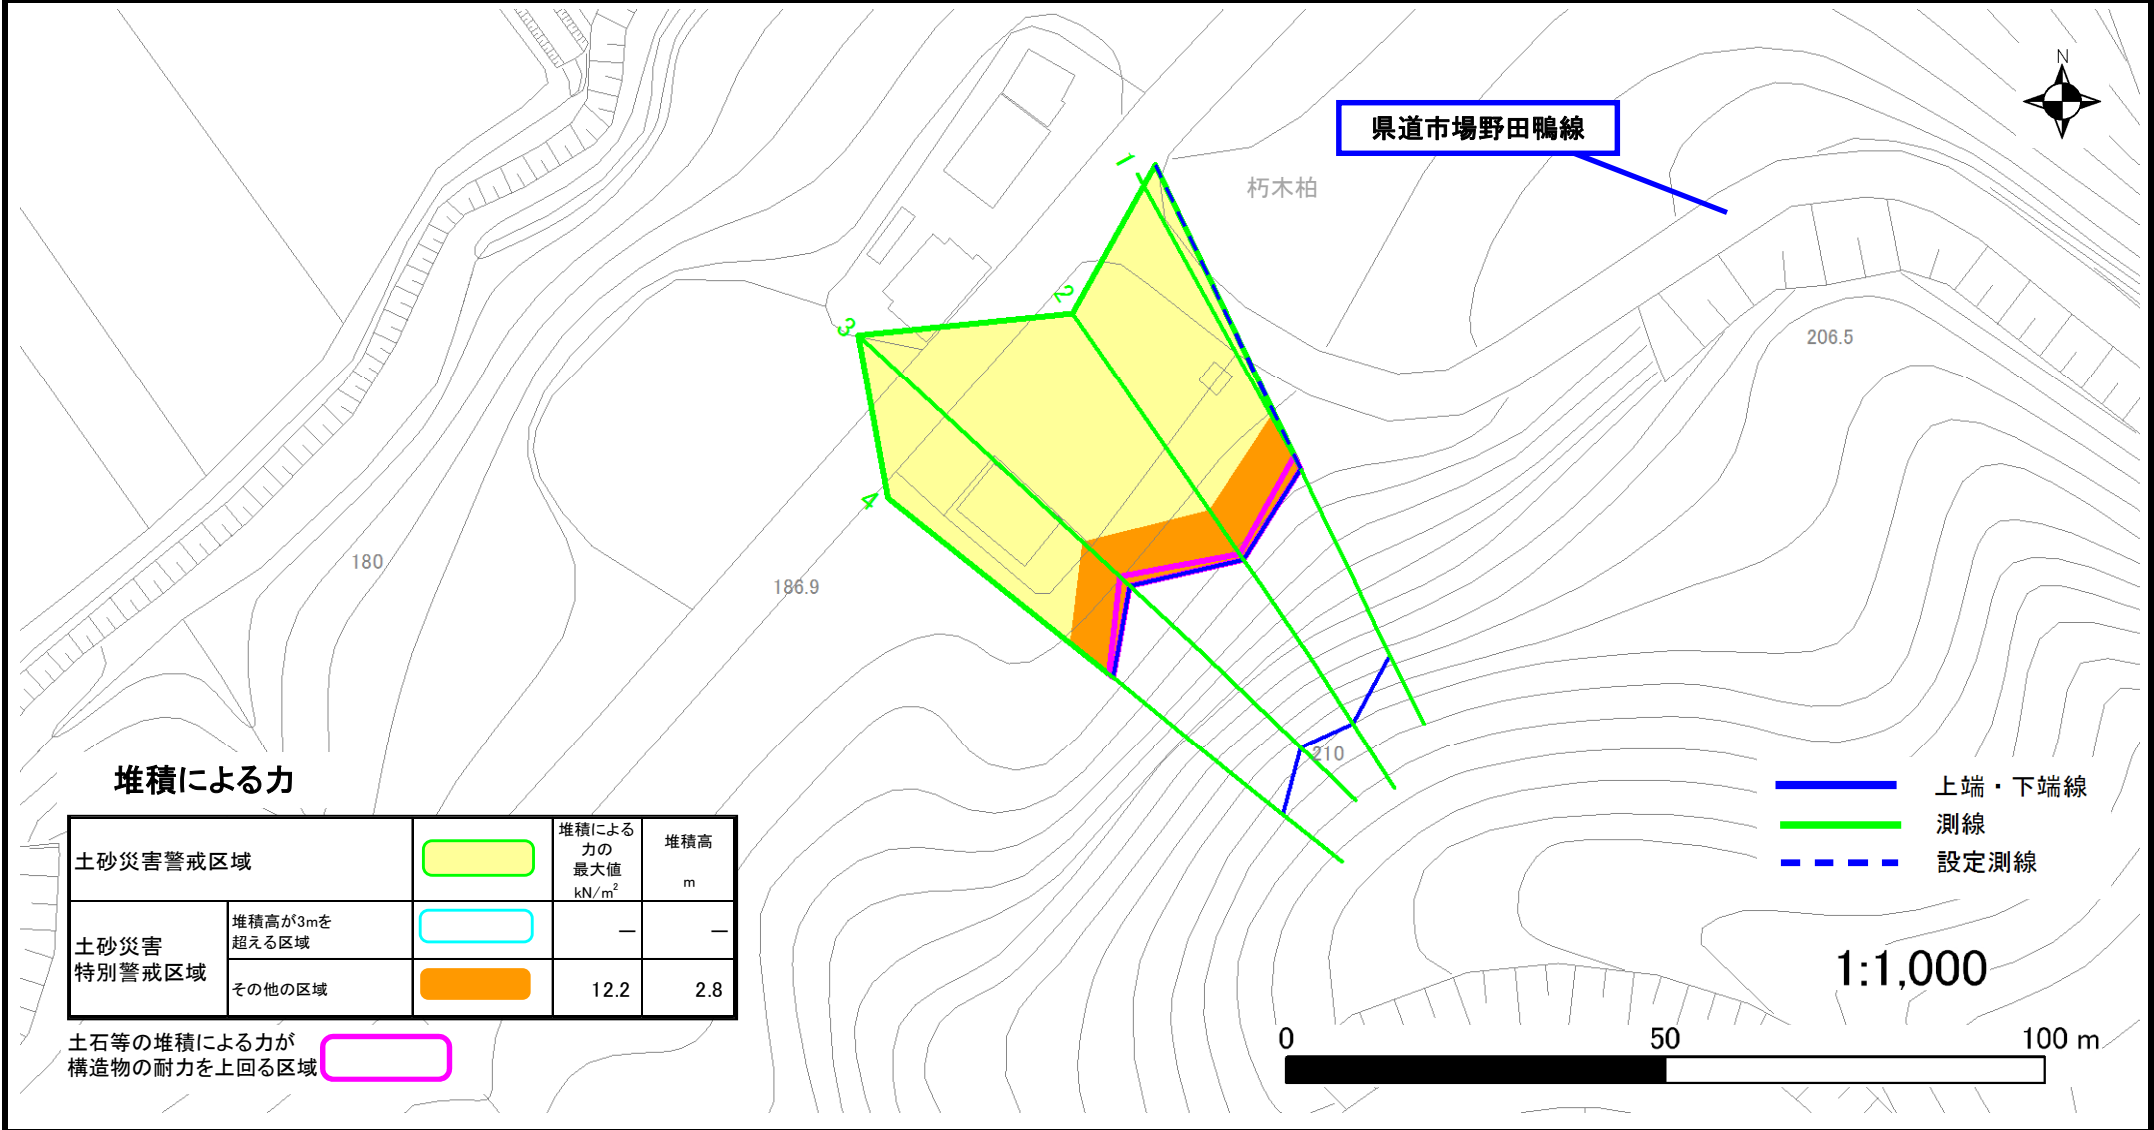 N
県道市場野田鴨線
朽木柏
1
2
3
4
206.5
180
186.9
210
堆積による力
堆積による
力の
最大値
kN/m²
堆積高
m
土砂災害警戒区域
土砂災害
特別警戒区域
堆積高が3mを
超える区域
―
―
その他の区域
12.2
2.8
土石等の堆積による力が
構造物の耐力を上回る区域
上端・下端線
測線
設定測線
1:1,000
0
50
100 m